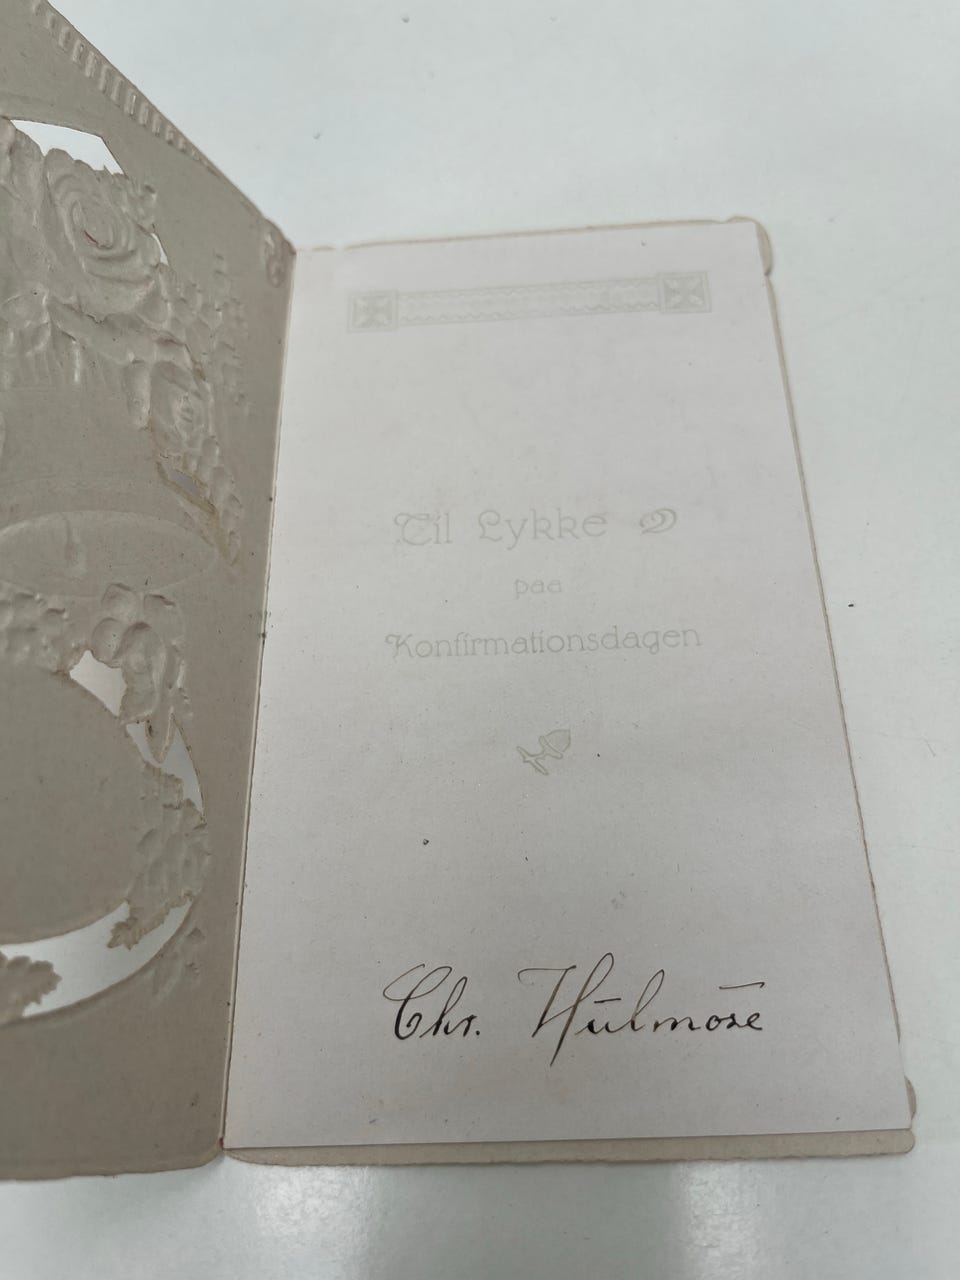 Til Lykke
paa
Konfirmationsdagen
Chr. Hulmose